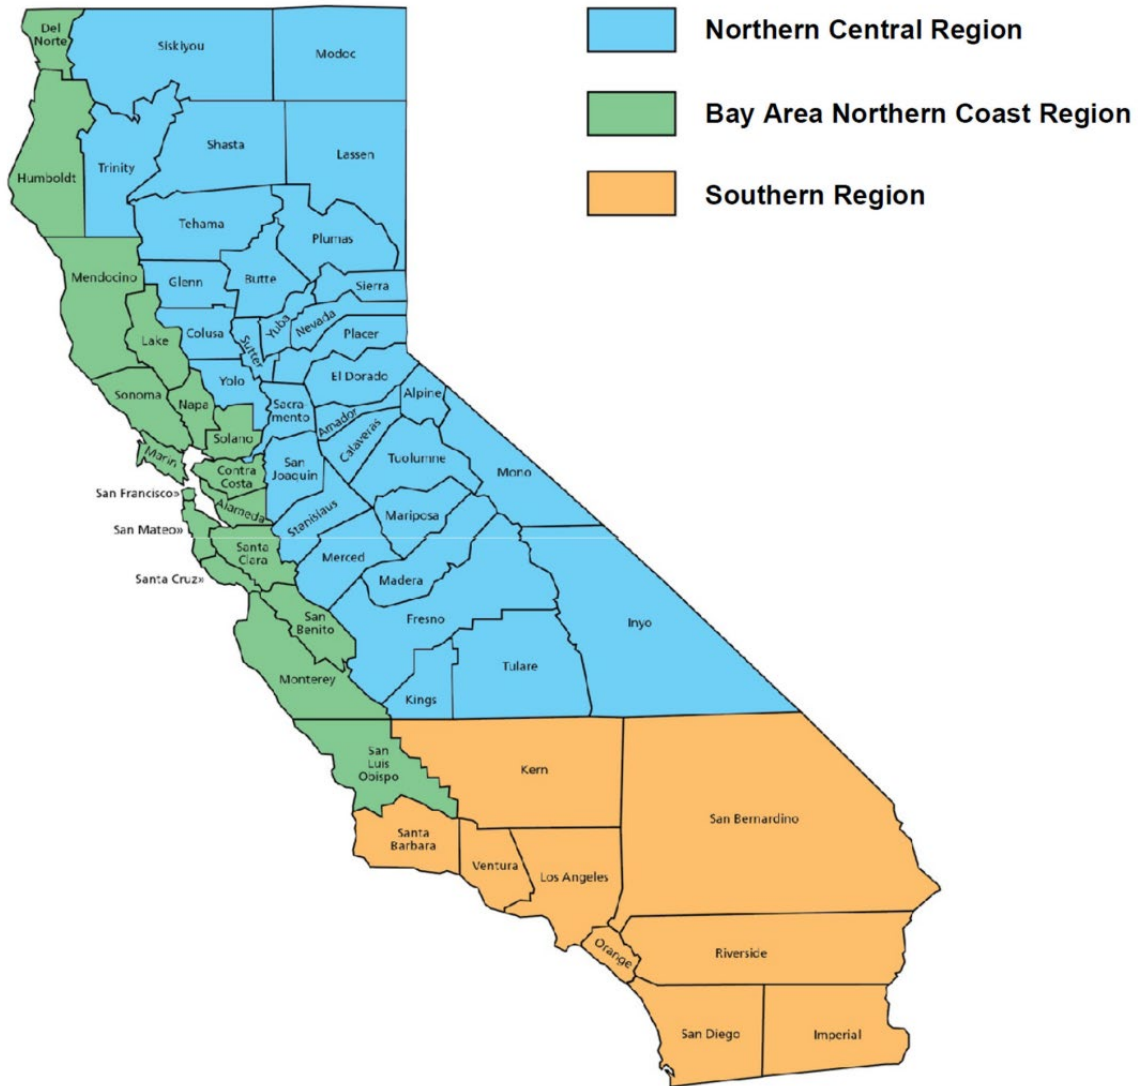 Northern Central Region
Bay Area Northern Coast Region
Southern Region
Del
Norte
Siskiyou
Modoc
Humboldt
Trinity
Shasta
Lassen
Tehama
Plumas
Mendocino
Glenn
Butte
Sierra
Lake
Colusa
Sutter
Yuba
Nevada
Placer
Sonoma
Napa
Yolo
El Dorado
Alpine
Sacra-
mento
Amador
Calaveras
Solano
Marin
Contra
Costa
San
Joaquin
Tuolumne
Mono
San Francisco»
Alameda
Stanislaus
Mariposa
San Mateo»
Santa
Clara
Merced
Santa Cruz»
Madera
San
Benito
Fresno
Inyo
Monterey
Kings
Tulare
San
Luis
Obispo
Kern
San Bernardino
Santa
Barbara
Ventura
Los Angeles
Orange
Riverside
San Diego
Imperial